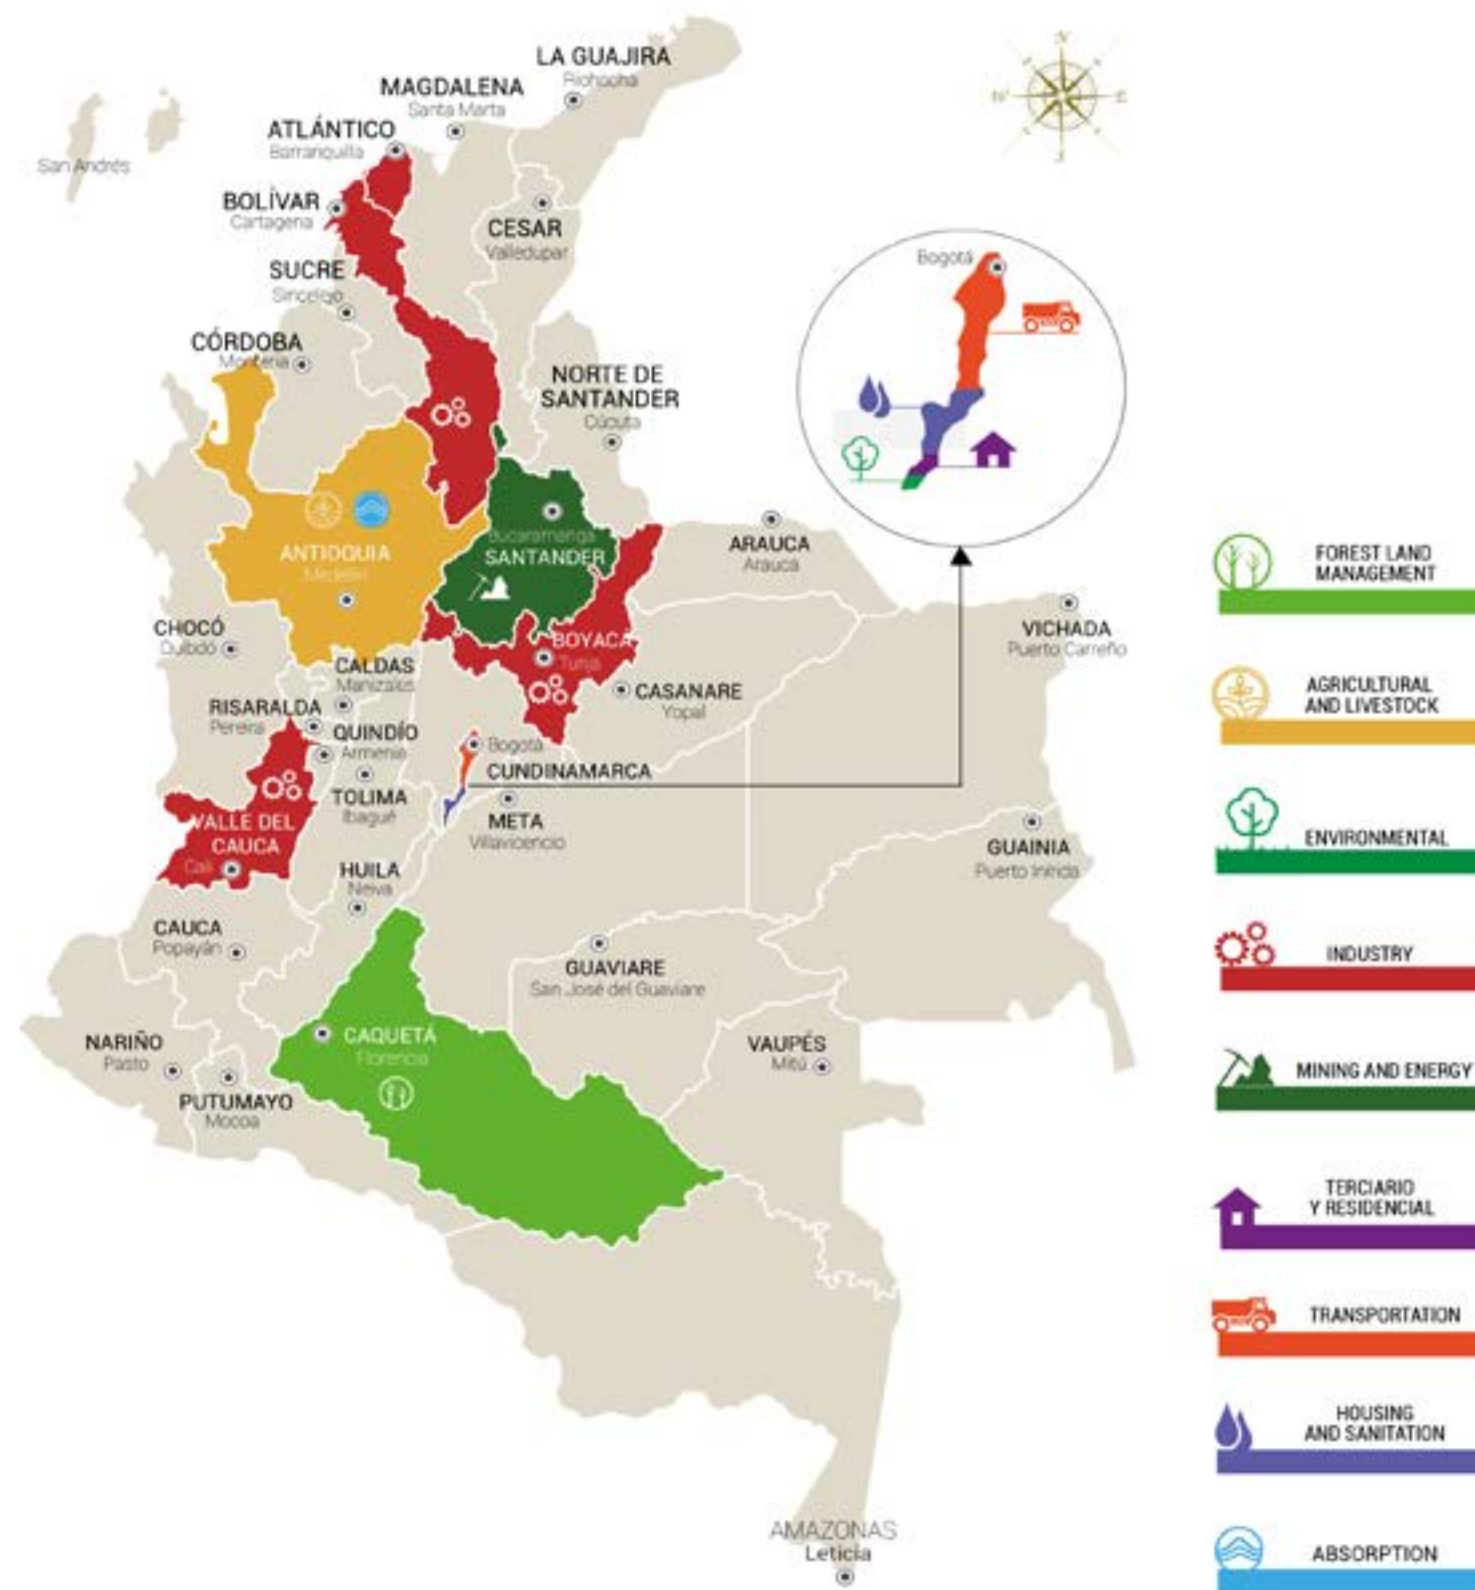 LA GUAJIRA
Riohacha
MAGDALENA
Santa Marta
ATLÁNTICO
Barranquilla
San Andrés
BOLÍVAR
Cartagena
CESAR
Valledupar
SUCRE
Sincelejo
CÓRDOBA
Montería
NORTE DE
SANTANDER
Cúcuta
N
E
S
Bogotá
ANTIOQUIA
Medellín
Bucaramanga
SANTANDER
ARAUCA
Arauca
VICHADA
Puerto Carreño
CHOCÓ
Quibdó
BOYACÁ
Tunja
CALDAS
Manizales
CASANARE
Yopal
RISARALDA
Pereira
QUINDÍO
Armenia
Bogotá
CUNDINAMARCA
TOLIMA
Ibagué
META
Villavicencio
VALLE DEL
CAUCA
Cali
HUILA
Neiva
GUAINIA
Puerto Inírida
CAUCA
Popayán
GUAVIARE
San José del Guaviare
NARIÑO
Pasto
CAQUETÁ
Florencia
VAUPÉS
Mitú
PUTUMAYO
Mocoa
AMAZONAS
Leticia
FOREST LAND
MANAGEMENT
AGRICULTURAL
AND LIVESTOCK
ENVIRONMENTAL
INDUSTRY
MINING AND ENERGY
TERCIARIO
Y RESIDENCIAL
TRANSPORTATION
HOUSING
AND SANITATION
ABSORPTION